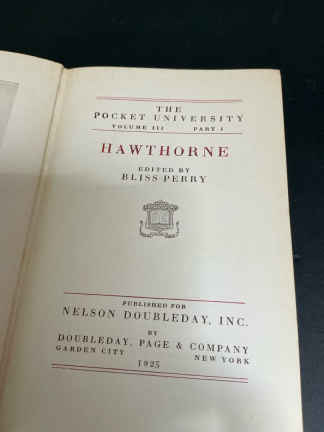 THE
POCKET UNIVERSITY
VOLUME III PART I
HAWTHORNE
EDITED BY
BLISS PERRY
PUBLISHED FOR
NELSON DOUBLEDAY, INC.
BY
DOUBLEDAY, PAGE & COMPANY
GARDEN CITY NEW YORK
1925